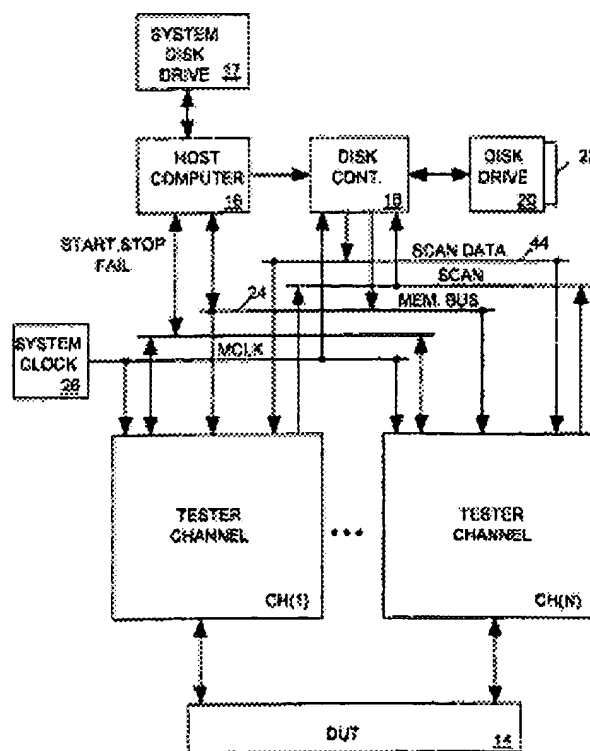 SYSTEM
DISK
DRIVE 17
HOST
COMPUTER
16
DISK
CONT.
18
DISK
DRIVE
20
START,STOP
FAIL
SCAN DATA 44
SCAN
24
MEM. BUS
SYSTEM
CLOCK
26
MCLK
TESTER
CHANNEL
CH(1)
TESTER
CHANNEL
CH(N)
DUT 14